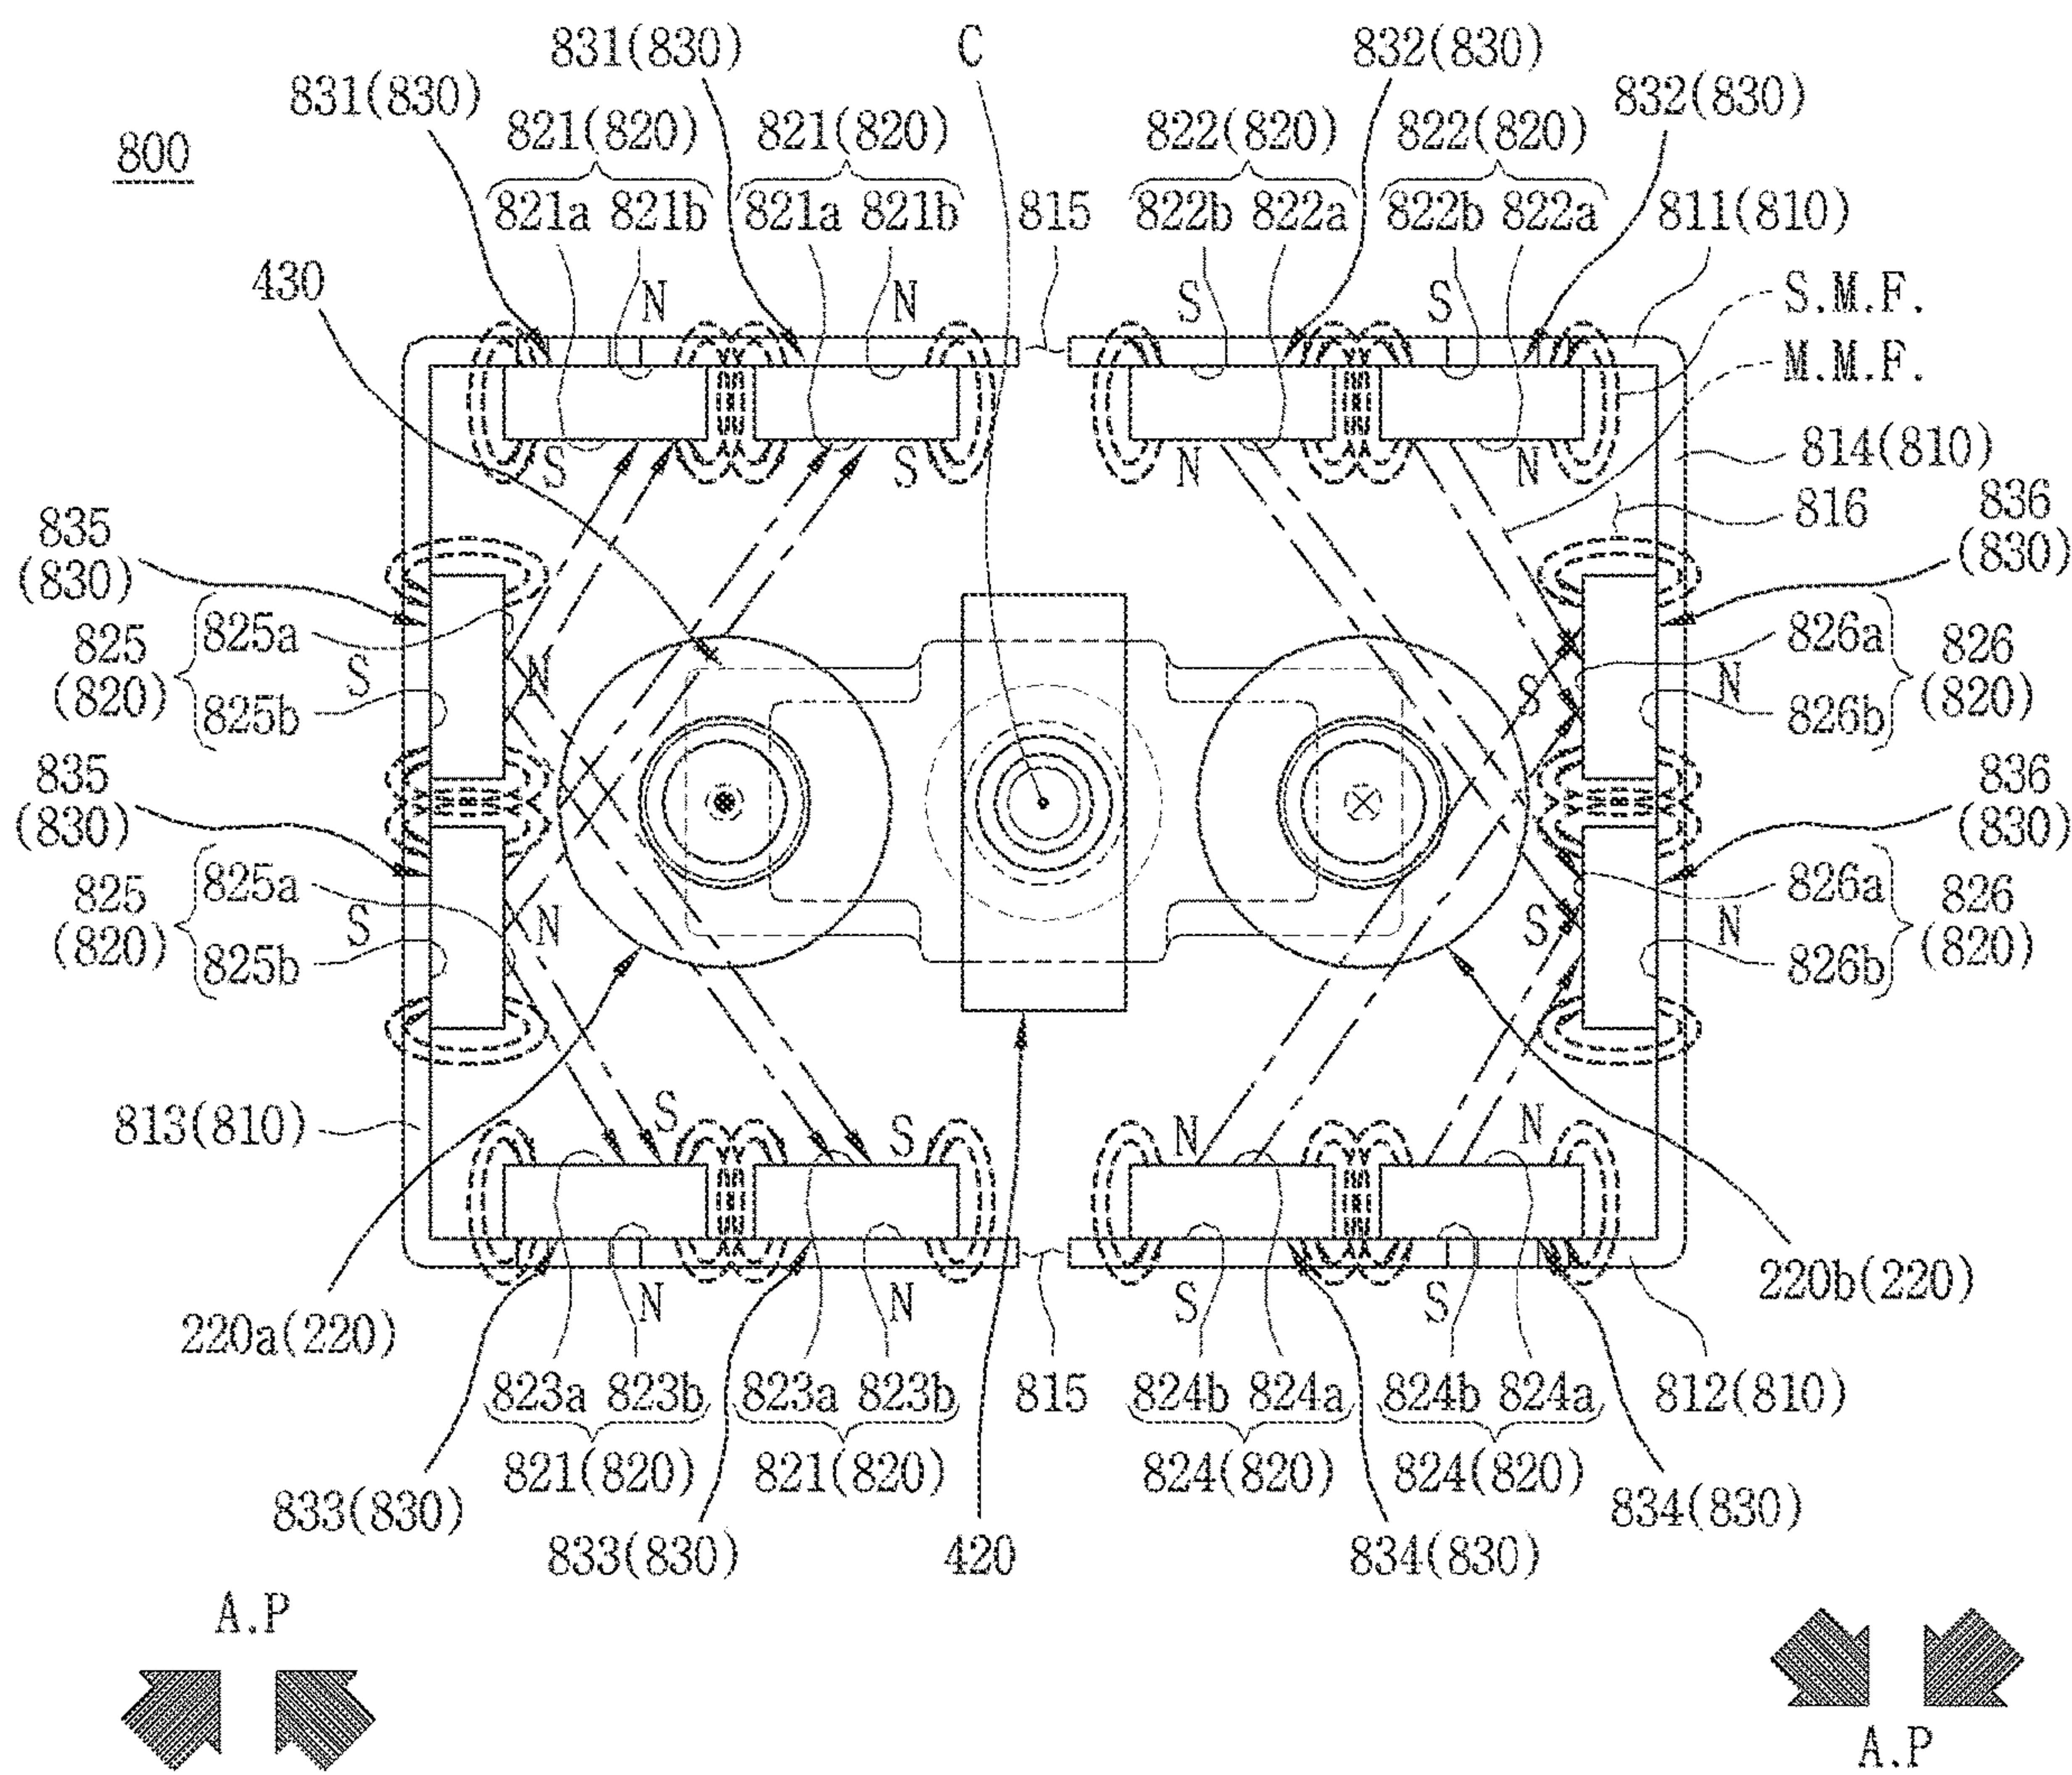 831(830) C 832(830)
831(830) 832(830)
800 821(820) 821(820) 822(820) 822(820)
821a 821b 821a 821b 815 822b 822a 822b 822a 811(810)
430 N N S S S.M.F.
M.M.F.
S S N N 814(810)
835 816 836
(830) (830)
825 825a S N S N 826a 826
(820) 825b 826b (820)
835 836
(830) (830)
825 825a S N S N 826a 826
(820) 825b 826b (820)
813(810) S S N N
220a(220) N N S S 220b(220)
823a 823b 823a 823b 815 824b 824a 824b 824a 812(810)
821(820) 821(820) 824(820) 824(820)
833(830) 834(830)
833(830) 420 834(830)
A.P
A.P